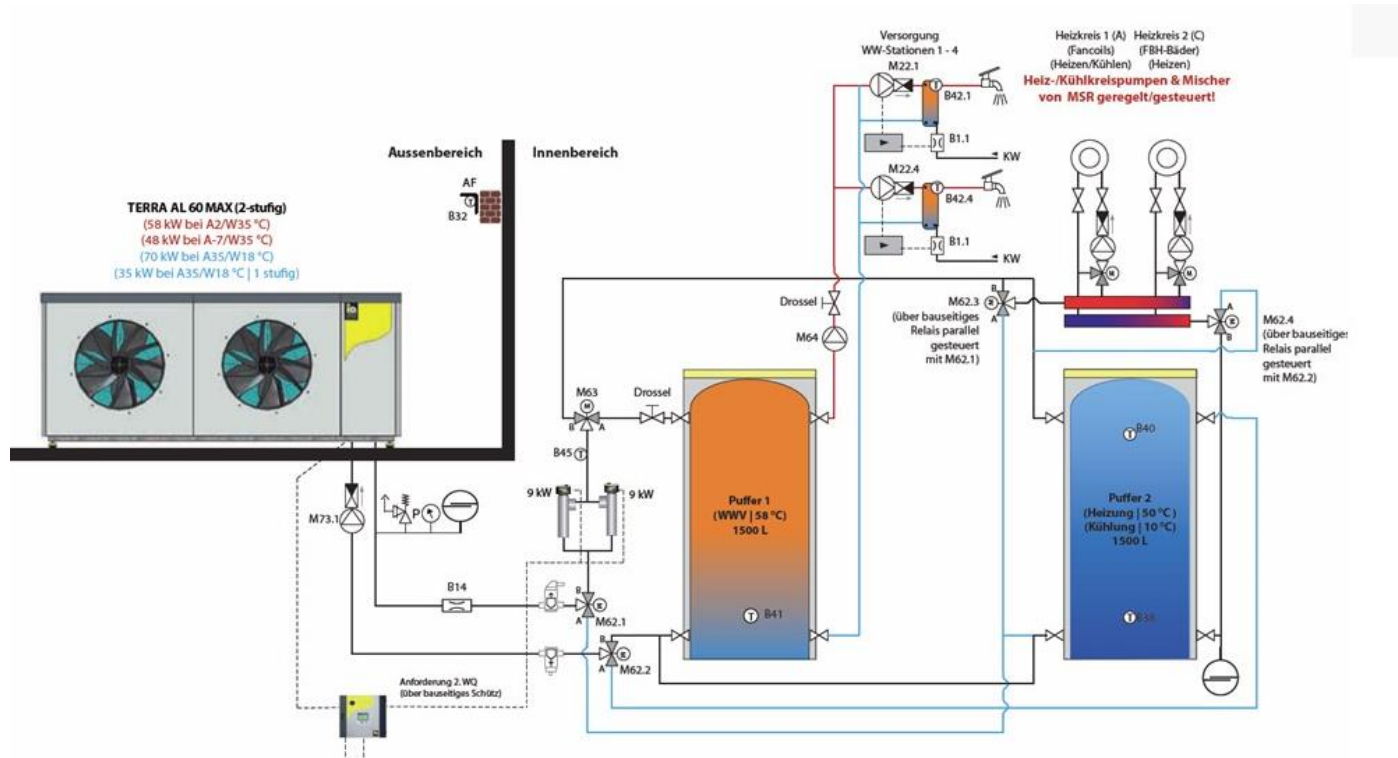 Versorgung
WW-Stationen 1 - 4
M22.1
B42.1
B1.1
KW
M22.4
B42.4
B1.1
KW
Heizkreis 1 (A)
(Fancoils)
(Heizen/Kühlen)
Heizkreis 2 (C)
(FBH-Bäder)
(Heizen)
Heiz-/Kühlkreispumpen & Mischer
von MSR geregelt/gesteuert!
Aussenbereich
Innenbereich
AF
T
B32
TERRA AL 60 MAX (2-stufig)
(58 kW bei A2/W35 °C)
(48 kW bei A-7/W35 °C)
(70 kW bei A35/W18 °C)
(35 kW bei A35/W18 °C | 1 stufig)
Drossel
M64
B
A
M62.3
(über bauseitiges
Relais parallel
gesteuert
mit M62.1)
M
M
A
B
M62.4
(über bauseitiges
Relais parallel
gesteuert
mit M62.2)
M63
M
B
A
Drossel
B45
T
9 kW
9 kW
M73.1
P
B14
B
A
M62.1
B
A
M62.2
Puffer 1
(WWV | 58 °C)
1500 L
T
B41
T
B40
Puffer 2
(Heizung | 50 °C)
(Kühlung | 10 °C)
1500 L
T
B38
Anforderung 2. WQ
(über bauseitiges Schütz)